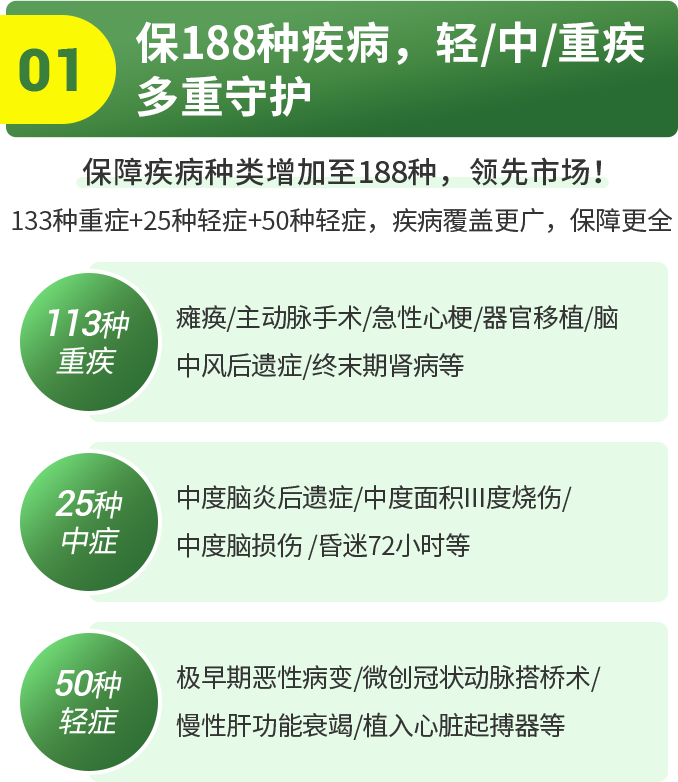 01
保188种疾病，轻/中/重疾
多重守护
保障疾病种类增加至188种，领先市场！
133种重症+25种轻症+50种轻症，疾病覆盖更广，保障更全
113种
重疾
瘫痪/主动脉手术/急性心梗/器官移植/脑
中风后遗症/终末期肾病等
25种
中症
中度脑炎后遗症/中度面积III度烧伤/
中度脑损伤 /昏迷72小时等
50种
轻症
极早期恶性病变/微创冠状动脉搭桥术/
慢性肝功能衰竭/植入心脏起搏器等